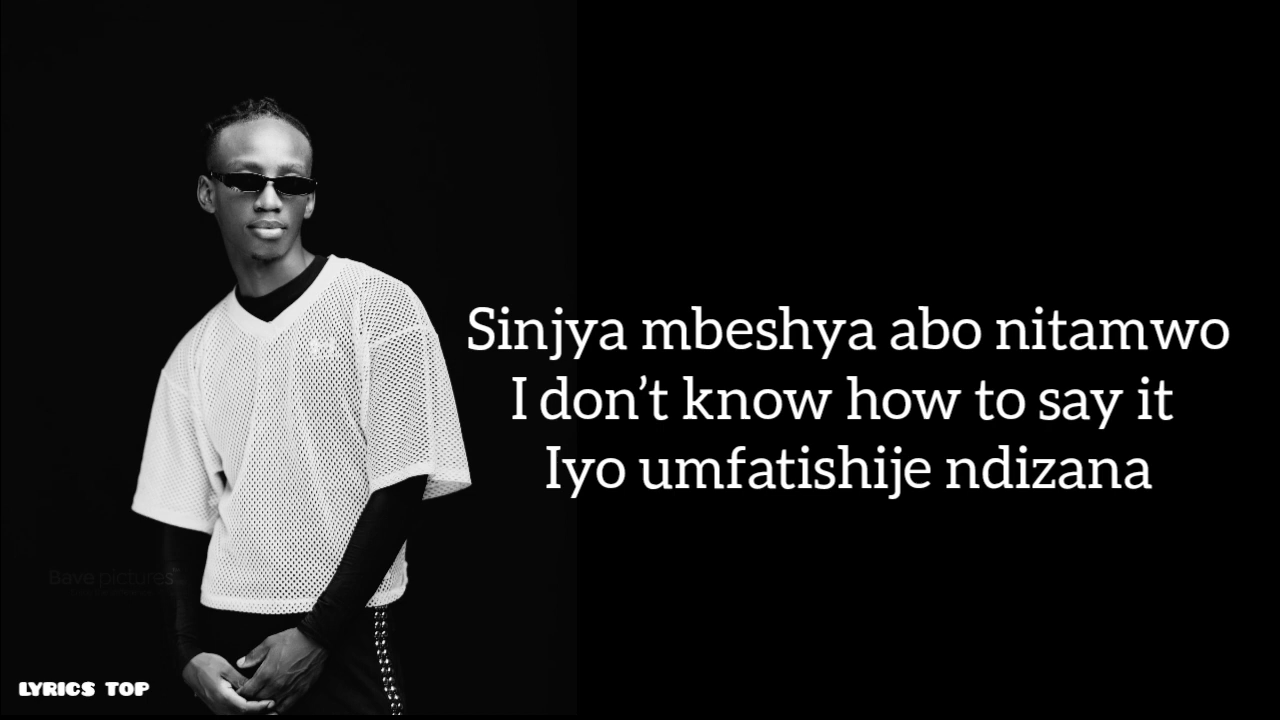 Sinjya mbeshya abo nitamwo
I don’t know how to say it
Iyo umfatishije ndizana
Bave pictures
LYRICS TOP